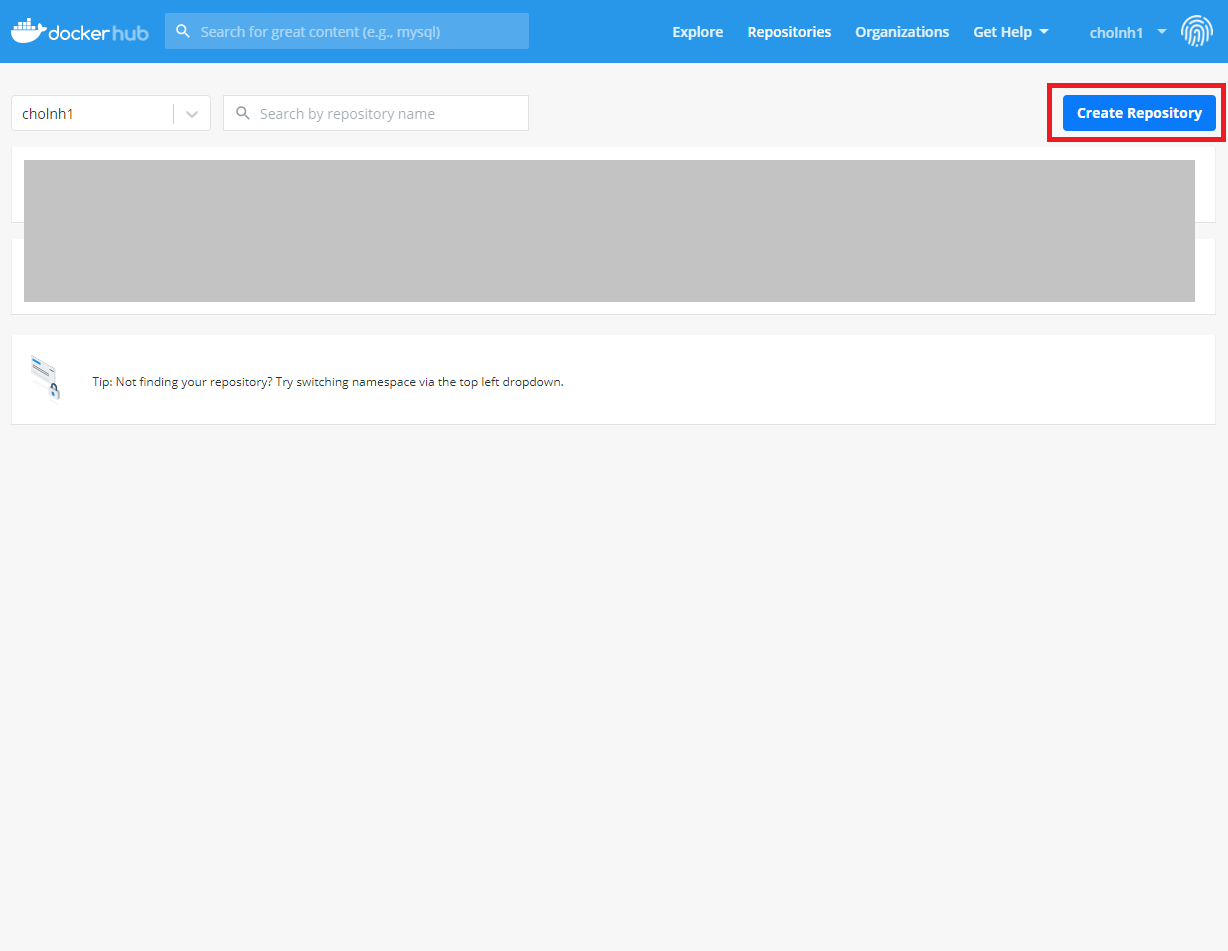 dockerhub
Search for great content (e.g., mysql)
Explore
Repositories
Organizations
Get Help
cholnh1
cholnh1
Search by repository name
Create Repository
Tip: Not finding your repository? Try switching namespace via the top left dropdown.